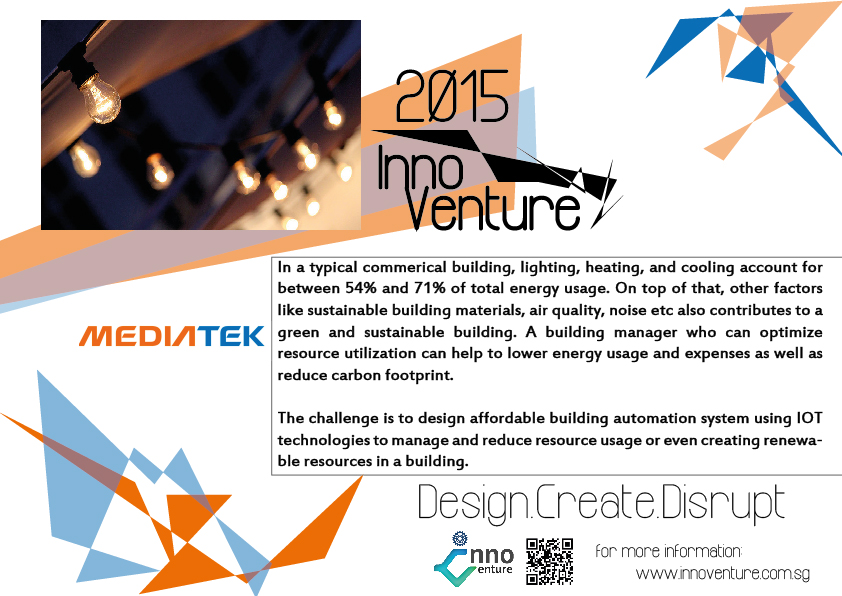 2015
Inno
Venture
In a typical commerical building, lighting, heating, and cooling account for
between 54% and 71% of total energy usage. On top of that, other factors
like sustainable building materials, air quality, noise etc also contributes to a
green and sustainable building. A building manager who can optimize
resource utilization can help to lower energy usage and expenses as well as
reduce carbon footprint.
The challenge is to design affordable building automation system using IOT
technologies to manage and reduce resource usage or even creating renewa-
ble resources in a building.
MEDIATEK
Design.Create.Disrupt
nno
enture
for more information:
www.innoventure.com.sg